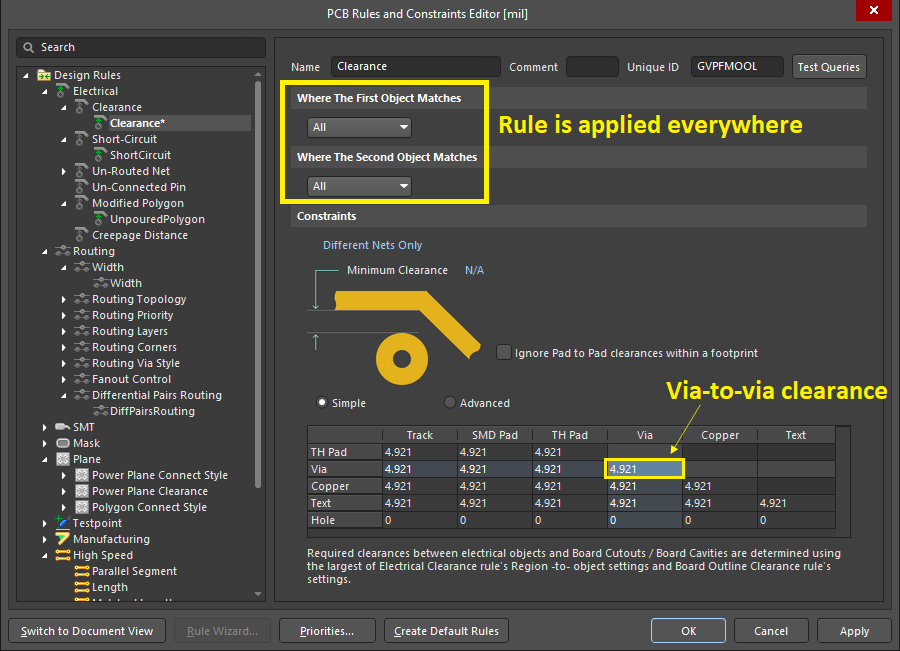 PCB Rules and Constraints Editor [mil]
Search
Design Rules
Electrical
Clearance
Clearance*
Short-Circuit
ShortCircuit
Un-Routed Net
Un-Connected Pin
Modified Polygon
UnpouredPolygon
Creepage Distance
Routing
Width
Width
Routing Topology
Routing Priority
Routing Layers
Routing Corners
Routing Via Style
Fanout Control
Differential Pairs Routing
DiffPairsRouting
SMT
Mask
Plane
Power Plane Connect Style
Power Plane Clearance
Polygon Connect Style
Testpoint
Manufacturing
High Speed
Parallel Segment
Length
Name Clearance Comment Unique ID GVPFMOOL Test Queries
Where The First Object Matches
All
Rule is applied everywhere
Where The Second Object Matches
All
Constraints
Different Nets Only
Minimum Clearance N/A
Ignore Pad to Pad clearances within a footprint
Via-to-via clearance
Simple Advanced
Track SMD Pad TH Pad Via Copper Text
TH Pad 4.921 4.921 4.921
Via 4.921 4.921 4.921 4.921
Copper 4.921 4.921 4.921 4.921 4.921
Text 4.921 4.921 4.921 4.921 4.921 4.921
Hole 0 0 0 0 0 0
Required clearances between electrical objects and Board Cutouts / Board Cavities are determined using
the largest of Electrical Clearance rule's Region -to- object settings and Board Outline Clearance rule's
settings.
Switch to Document View Rule Wizard... Priorities... Create Default Rules OK Cancel Apply